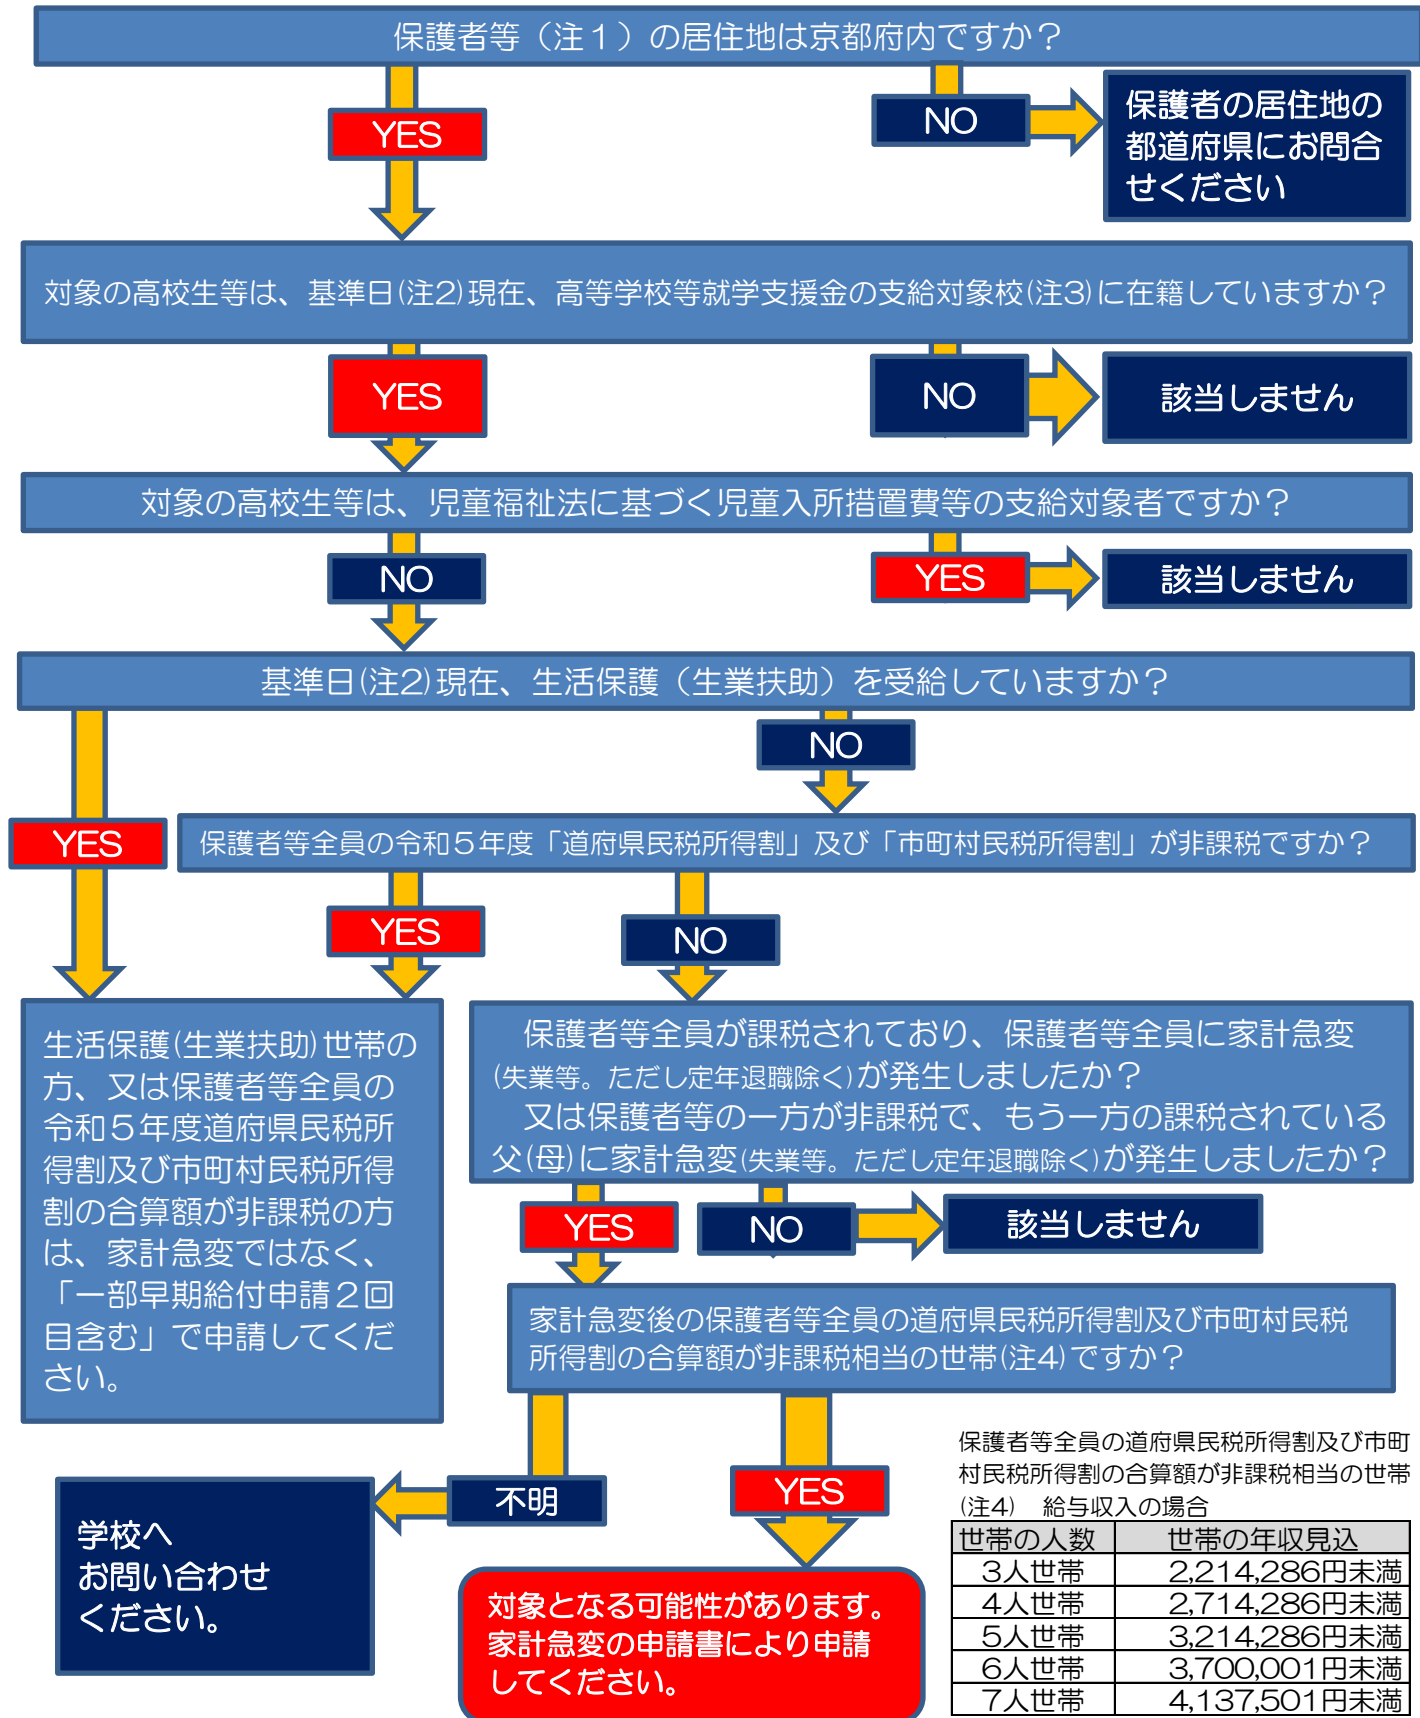 保護者等（注１）の居住地は京都府内ですか？
YES
NO
保護者の居住地の
都道府県にお問合
せください
対象の高校生等は、基準日(注2)現在、高等学校等就学支援金の支給対象校(注3)に在籍していますか？
YES
NO
該当しません
対象の高校生等は、児童福祉法に基づく児童入所措置費等の支給対象者ですか？
NO
YES
該当しません
基準日(注2)現在、生活保護（生業扶助）を受給していますか？
NO
YES
保護者等全員の令和５年度「道府県民税所得割」及び「市町村民税所得割」が非課税ですか？
YES
NO
生活保護(生業扶助)世帯の
方、又は保護者等全員の
令和５年度道府県民税所
得割及び市町村民税所得
割の合算額が非課税の方
は、家計急変ではなく、
「一部早期給付申請２回
目含む」で申請してくだ
さい。
保護者等全員が課税されており、保護者等全員に家計急変
(失業等。ただし定年退職除く)が発生しましたか？
又は保護者等の一方が非課税で、もう一方の課税されている
父(母)に家計急変(失業等。ただし定年退職除く)が発生しましたか？
YES
NO
該当しません
家計急変後の保護者等全員の道府県民税所得割及び市町村民税
所得割の合算額が非課税相当の世帯(注4)ですか？
不明
YES
学校へ
お問い合わせ
ください。
対象となる可能性があります。
家計急変の申請書により申請
してください。
保護者等全員の道府県民税所得割及び市町
村民税所得割の合算額が非課税相当の世帯
(注4)　給与収入の場合
世帯の人数 世帯の年収見込
3人世帯 2,214,286円未満
4人世帯 2,714,286円未満
5人世帯 3,214,286円未満
6人世帯 3,700,001円未満
7人世帯 4,137,501円未満